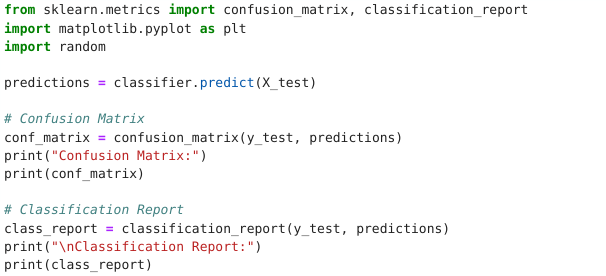 from sklearn.metrics import confusion_matrix, classification_report
import matplotlib.pyplot as plt
import random

predictions = classifier.predict(X_test)

# Confusion Matrix
conf_matrix = confusion_matrix(y_test, predictions)
print("Confusion Matrix:")
print(conf_matrix)

# Classification Report
class_report = classification_report(y_test, predictions)
print("\nClassification Report:")
print(class_report)